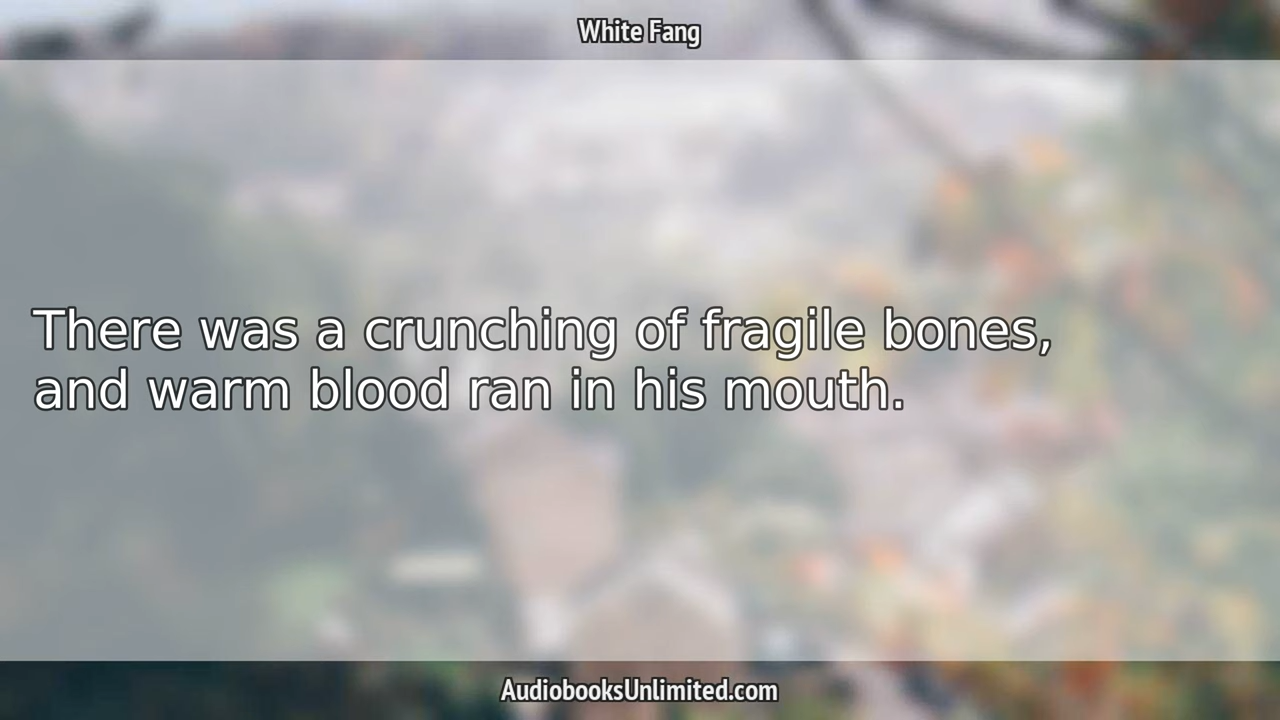 White Fang
There was a crunching of fragile bones,
and warm blood ran in his mouth.
AudiobooksUnlimited.com